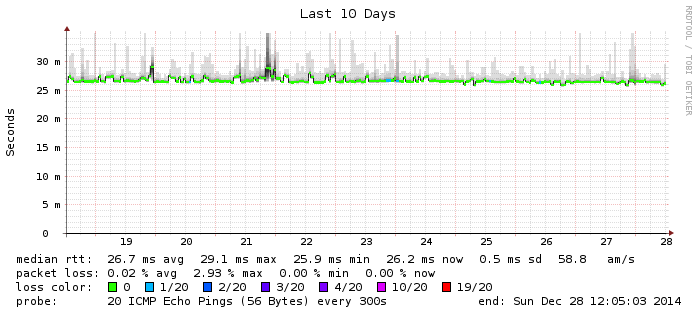 Last 10 Days
RRDTOOL / TOBI OETIKER
Seconds
30 m
25 m
20 m
15 m
10 m
5 m
0
19 20 21 22 23 24 25 26 27 28
median rtt: 26.7 ms avg 29.1 ms max 25.9 ms min 26.2 ms now 0.5 ms sd 58.8 am/s
packet loss: 0.02 % avg 2.93 % max 0.00 % min 0.00 % now
loss color: 0 1/20 2/20 3/20 4/20 10/20 19/20
probe: 20 ICMP Echo Pings (56 Bytes) every 300s end: Sun Dec 28 12:05:03 2014